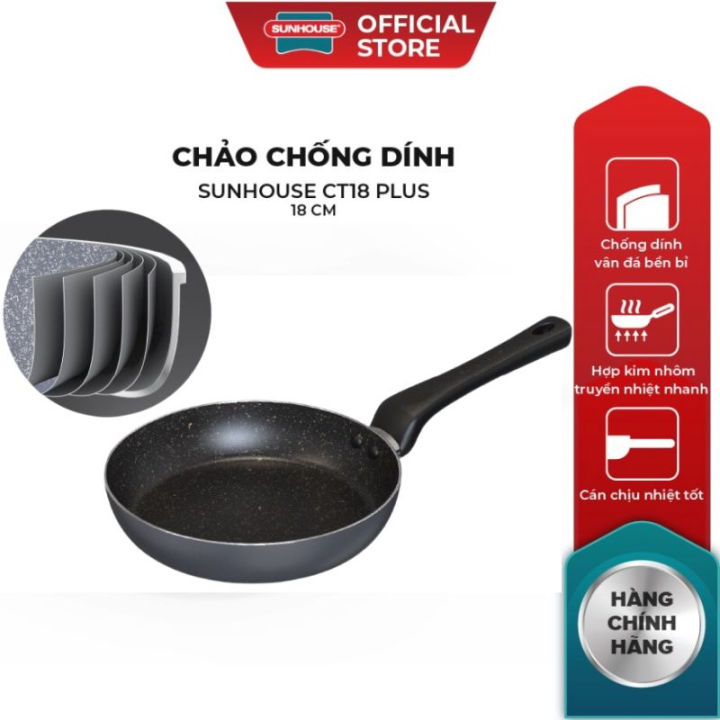 SUNHOUSE
OFFICIAL
STORE
CHẢO CHỐNG DÍNH
SUNHOUSE CT18 PLUS
18 CM
Chống dính
vân đá bền bỉ
Hợp kim nhôm
truyền nhiệt nhanh
Cán chịu nhiệt tốt
HÀNG
CHÍNH
HÃNG